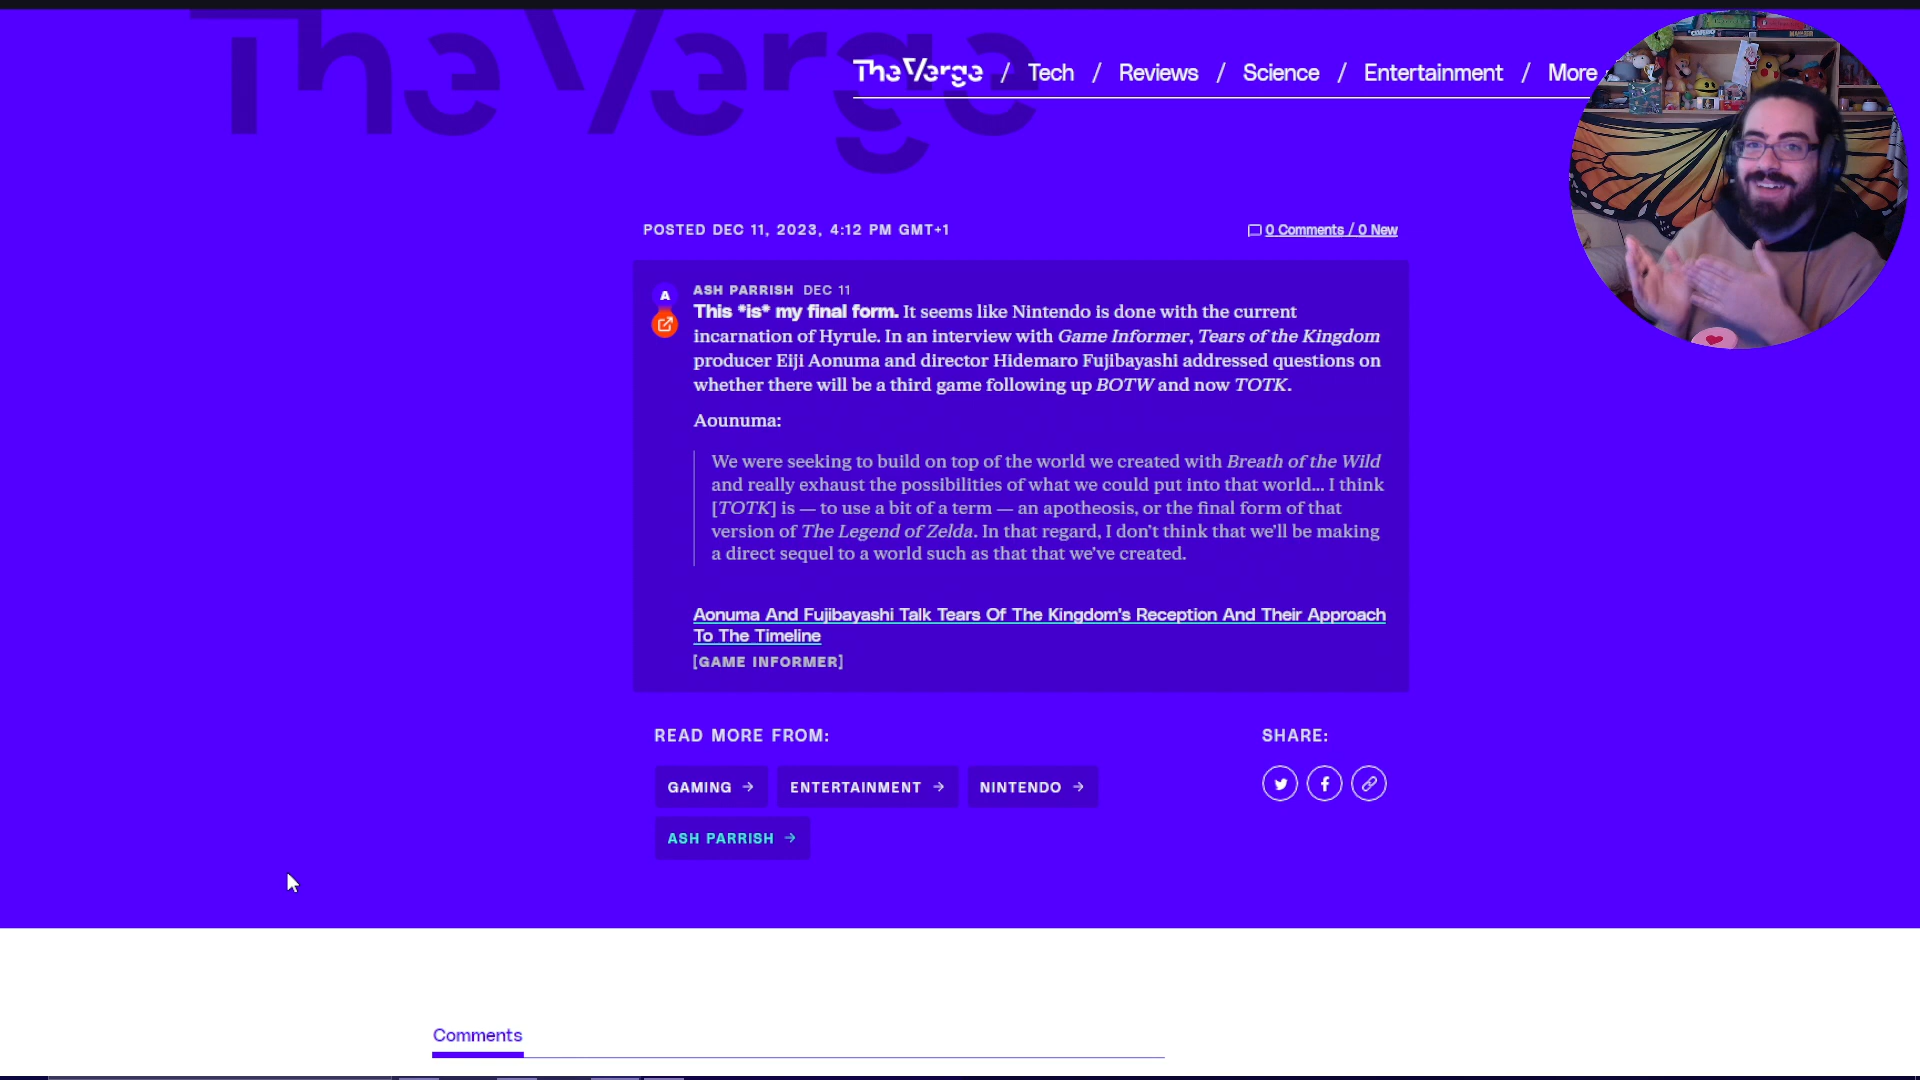 The Verge
The Verge / Tech / Reviews / Science / Entertainment / More
POSTED DEC 11, 2023, 4:12 PM GMT+1
0 Comments / 0 New
A
ASH PARRISH DEC 11
This *is* my final form. It seems like Nintendo is done with the current
incarnation of Hyrule. In an interview with Game Informer, Tears of the Kingdom
producer Eiji Aonuma and director Hidemaro Fujibayashi addressed questions on
whether there will be a third game following up BOTW and now TOTK.
Aounuma:
We were seeking to build on top of the world we created with Breath of the Wild
and really exhaust the possibilities of what we could put into that world... I think
[TOTK] is — to use a bit of a term — an apotheosis, or the final form of that
version of The Legend of Zelda. In that regard, I don't think that we'll be making
a direct sequel to a world such as that that we've created.
Aonuma And Fujibayashi Talk Tears Of The Kingdom's Reception And Their Approach
To The Timeline
[GAME INFORMER]
READ MORE FROM:
SHARE:
GAMING →
ENTERTAINMENT →
NINTENDO →
ASH PARRISH →
Comments